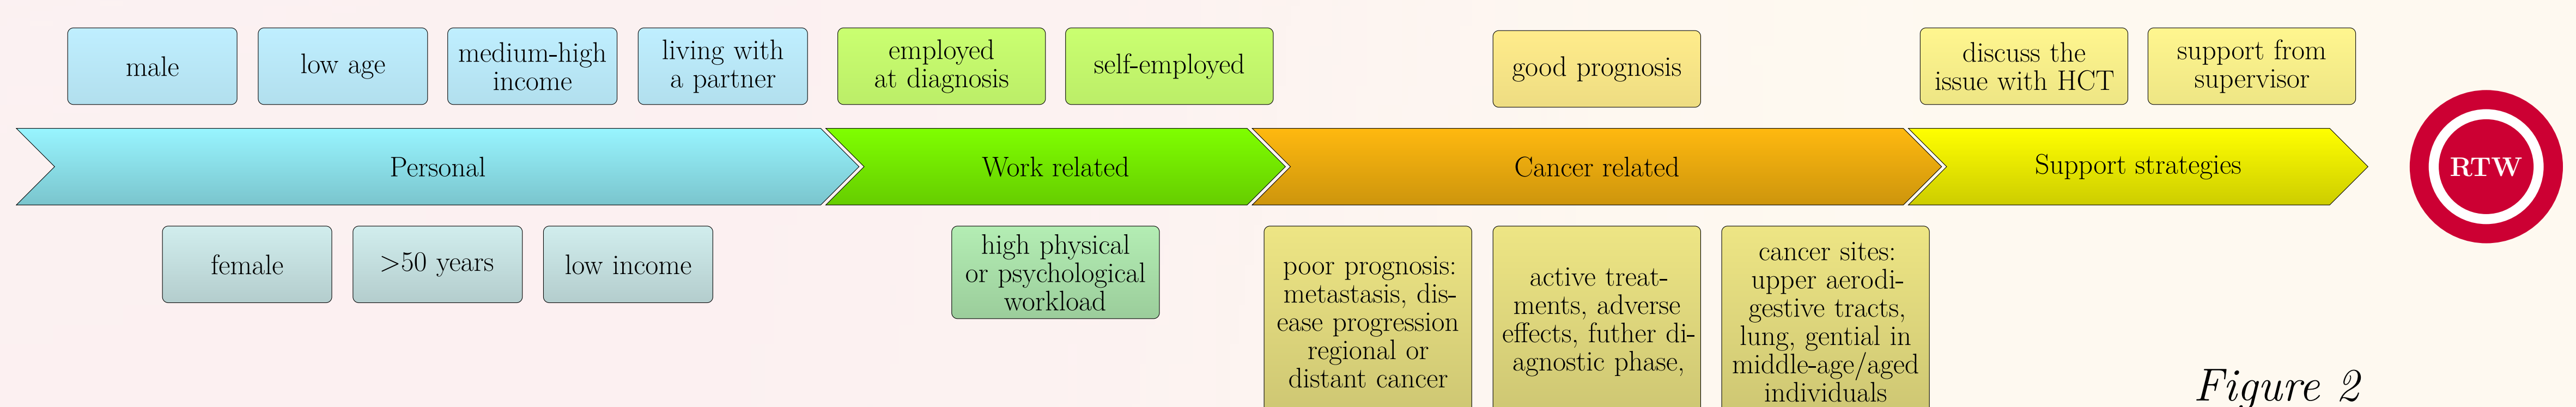 male
low age
medium-high
income
living with
a partner
employed
at diagnosis
self-employed
good prognosis
discuss the
issue with HCT
support from
supervisor
Personal
Work related
Cancer related
Support strategies
RTW
female
>50 years
low income
high physical
or psychological
workload
poor prognosis:
metastasis, dis-
ease progression
regional or
distant cancer
active treat-
ments, adverse
effects, futher di-
agnostic phase,
cancer sites:
upper aerodi-
gestive tracts,
lung, gential in
middle-age/aged
individuals
Figure 2